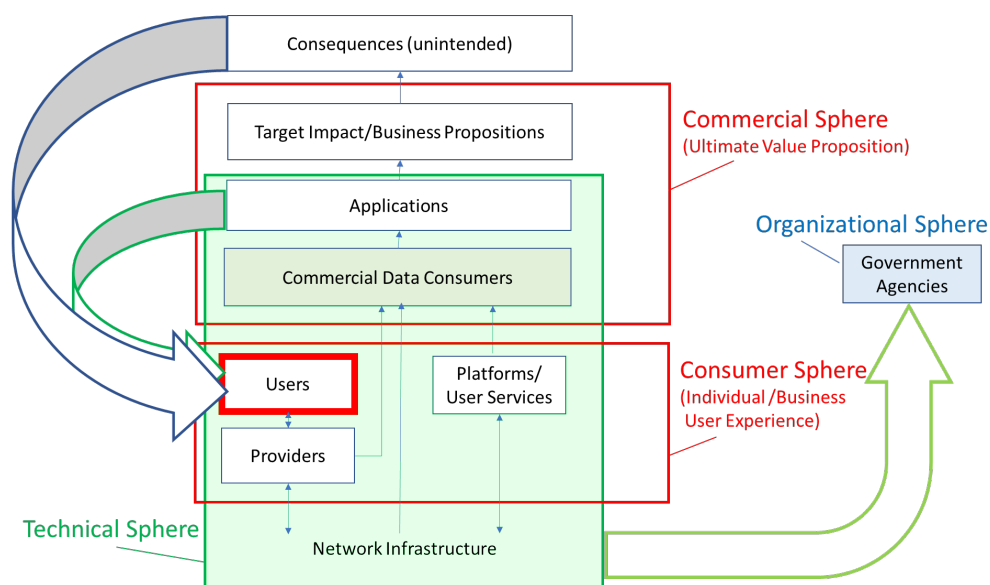 Consequences (unintended)
Target Impact/Business Propositions
Commercial Sphere
(Ultimate Value Proposition)
Applications
Organizational Sphere
Commercial Data Consumers
Government
Agencies
Users
Platforms/
User Services
Consumer Sphere
(Individual /Business
User Experience)
Providers
Technical Sphere
Network Infrastructure